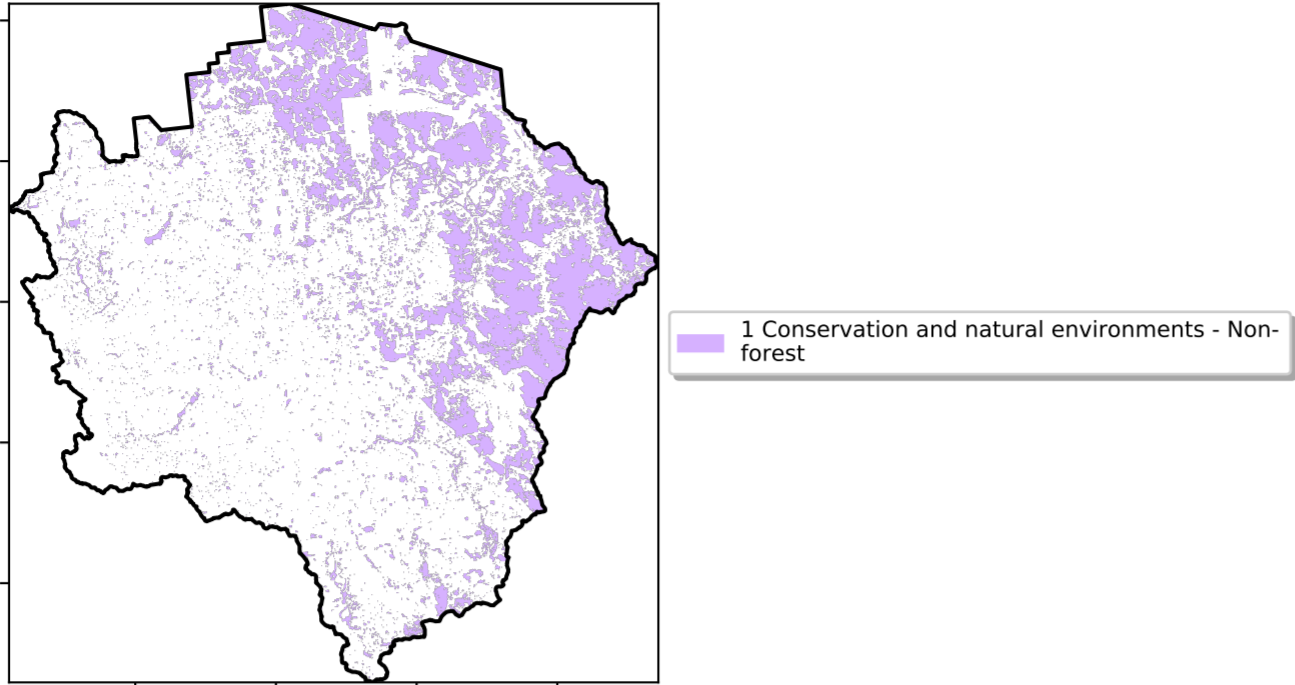 1 Conservation and natural environments - Non-
forest